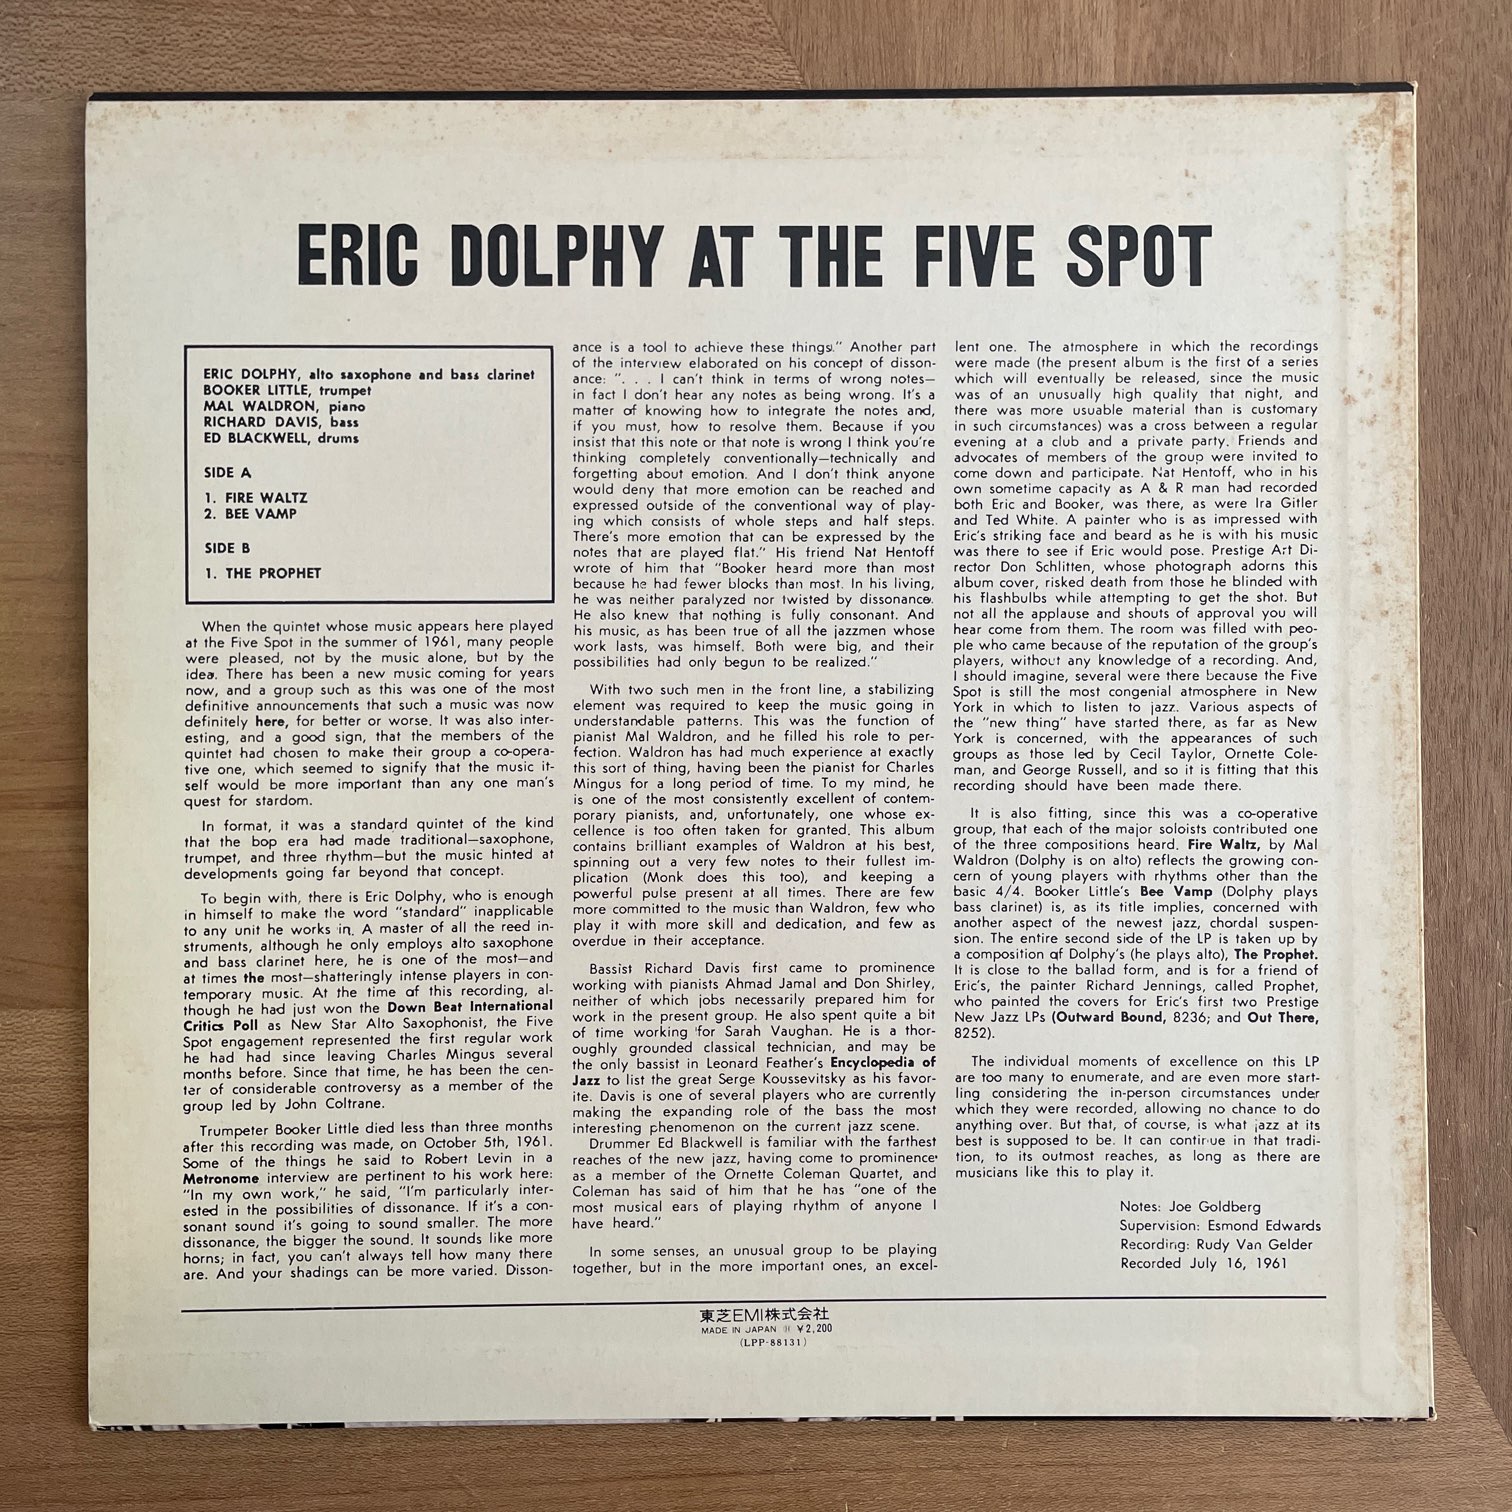 ERIC DOLPHY AT THE FIVE SPOT
ERIC DOLPHY, alto saxophone and bass clarinet
BOOKER LITTLE, trumpet
MAL WALDRON, piano
RICHARD DAVIS, bass
ED BLACKWELL, drums
SIDE A
1. FIRE WALTZ
2. BEE VAMP
SIDE B
1. THE PROPHET
When the quintet whose music appears here played
at the Five Spot in the summer of 1961, many people
were pleased, not by the music alone, but by the
idea. There has been a new music coming for years
now, and a group such as this was one of the most
definitive announcements that such a music was now
definitely here, for better or worse. It was also inter-
esting, and a good sign, that the members of the
quintet had chosen to make their group a co-opera-
tive one, which seemed to signify that the music it-
self would be more important than any one man's
quest for stardom.
In format, it was a standard quintet of the kind
that the bop era had made traditional—saxophone,
trumpet, and three rhythm—but the music hinted at
developments going far beyond that concept.
To begin with, there is Eric Dolphy, who is enough
in himself to make the word "standard" inapplicable
to any unit he works in. A master of all the reed in-
struments, although he only employs alto saxophone
and bass clarinet here, he is one of the most—and
at times the most—shatteringly intense players in con-
temporary music. At the time of this recording, al-
though he had just won the Down Beat International
Critics Poll as New Star Alto Saxophonist, the Five
Spot engagement represented the first regular work
he had had since leaving Charles Mingus several
months before. Since that time, he has been the cen-
ter of considerable controversy as a member of the
group led by John Coltrane.
Trumpeter Booker Little died less than three months
after this recording was made, on October 5th, 1961.
Some of the things he said to Robert Levin in a
Metronome interview are pertinent to his work here:
"In my own work," he said, "I'm particularly inter-
ested in the possibilities of dissonance. If it's a con-
sonant sound it's going to sound smaller. The more
dissonance, the bigger the sound. It sounds like more
horns; in fact, you can't always tell how many there
are. And your shadings can be more varied. Disson-
ance is a tool to achieve these things." Another part
of the interview elaborated on his concept of disson-
ance: ". . . I can't think in terms of wrong notes—
in fact I don't hear any notes as being wrong. It's a
matter of knowing how to integrate the notes and,
if you must, how to resolve them. Because if you
insist that this note or that note is wrong I think you're
thinking completely conventionally—technically and
forgetting about emotion. And I don't think anyone
would deny that more emotion can be reached and
expressed outside of the conventional way of play-
ing which consists of whole steps and half steps.
There's more emotion that can be expressed by the
notes that are played flat." His friend Nat Hentoff
wrote of him that "Booker heard more than most
because he had fewer blocks than most. In his living,
he was neither paralyzed nor twisted by dissonance.
He also knew that nothing is fully consonant. And
his music, as has been true of all the jazzmen whose
work lasts, was himself. Both were big, and their
possibilities had only begun to be realized."
With two such men in the front line, a stabilizing
element was required to keep the music going in
understandable patterns. This was the function of
pianist Mal Waldron, and he filled his role to per-
fection. Waldron has had much experience at exactly
this sort of thing, having been the pianist for Charles
Mingus for a long period of time. To my mind, he
is one of the most consistently excellent of contem-
porary pianists, and, unfortunately, one whose ex-
cellence is too often taken for granted. This album
contains brilliant examples of Waldron at his best,
spinning out a very few notes to their fullest im-
plication (Monk does this too), and keeping a
powerful pulse present at all times. There are few
more committed to the music than Waldron, few who
play it with more skill and dedication, and few as
overdue in their acceptance.
Bassist Richard Davis first came to prominence
working with pianists Ahmad Jamal and Don Shirley,
neither of which jobs necessarily prepared him for
work in the present group. He also spent quite a bit
of time working for Sarah Vaughan. He is a thor-
oughly grounded classical technician, and may be
the only bassist in Leonard Feather's Encyclopedia of
Jazz to list the great Serge Koussevitsky as his favor-
ite. Davis is one of several players who are currently
making the expanding role of the bass the most
interesting phenomenon on the current jazz scene.
Drummer Ed Blackwell is familiar with the farthest
reaches of the new jazz, having come to prominence
as a member of the Ornette Coleman Quartet, and
Coleman has said of him that he has "one of the
most musical ears of playing rhythm of anyone I
have heard."
In some senses, an unusual group to be playing
together, but in the more important ones, an excel-
lent one. The atmosphere in which the recordings
were made (the present album is the first of a series
which will eventually be released, since the music
was of an unusually high quality that night, and
there was more usuable material than is customary
in such circumstances) was a cross between a regular
evening at a club and a private party. Friends and
advocates of members of the group were invited to
come down and participate. Nat Hentoff, who in his
own sometime capacity as A & R man had recorded
both Eric and Booker, was there, as were Ira Gitler
and Ted White. A painter who is as impressed with
Eric's striking face and beard as he is with his music
was there to see if Eric would pose. Prestige Art Di-
rector Don Schlitten, whose photograph adorns this
album cover, risked death from those he blinded with
his flashbulbs while attempting to get the shot. But
not all the applause and shouts of approval you will
hear come from them. The room was filled with peo-
ple who came because of the reputation of the group's
players, without any knowledge of a recording. And,
I should imagine, several were there because the Five
Spot is still the most congenial atmosphere in New
York in which to listen to jazz. Various aspects of
the "new thing" have started there, as far as New
York is concerned, with the appearances of such
groups as those led by Cecil Taylor, Ornette Cole-
man, and George Russell, and so it is fitting that this
recording should have been made there.
It is also fitting, since this was a co-operative
group, that each of the major soloists contributed one
of the three compositions heard. Fire Waltz, by Mal
Waldron (Dolphy is on alto) reflects the growing con-
cern of young players with rhythms other than the
basic 4/4. Booker Little's Bee Vamp (Dolphy plays
bass clarinet) is, as its title implies, concerned with
another aspect of the newest jazz, chordal suspen-
sion. The entire second side of the LP is taken up by
a composition of Dolphy's (he plays alto), The Prophet.
It is close to the ballad form, and is for a friend of
Eric's, the painter Richard Jennings, called Prophet,
who painted the covers for Eric's first two Prestige
New Jazz LPs (Outward Bound, 8236; and Out There,
8252).
The individual moments of excellence on this LP
are too many to enumerate, and are even more start-
ling considering the in-person circumstances under
which they were recorded, allowing no chance to do
anything over. But that, of course, is what jazz at its
best is supposed to be. It can continue in that tradi-
tion, to its outmost reaches, as long as there are
musicians like this to play it.
Notes: Joe Goldberg
Supervision: Esmond Edwards
Recording: Rudy Van Gelder
Recorded July 16, 1961
東芝EMI株式会社
MADE IN JAPAN ¥2,200
(LPP-88131)